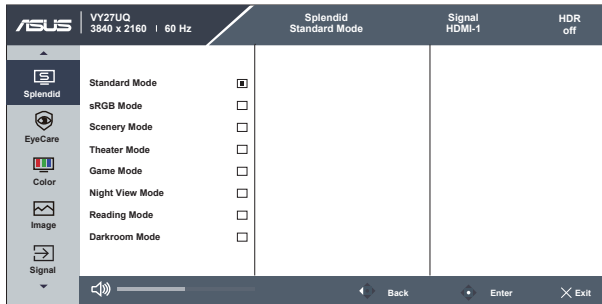 ASUS
VY27UQ
3840 x 2160 | 60 Hz
Splendid
Standard Mode
Signal
HDMI-1
HDR
off
Splendid
EyeCare
Color
Image
Signal
Standard Mode
sRGB Mode
Scenery Mode
Theater Mode
Game Mode
Night View Mode
Reading Mode
Darkroom Mode
Back
Enter
Exit